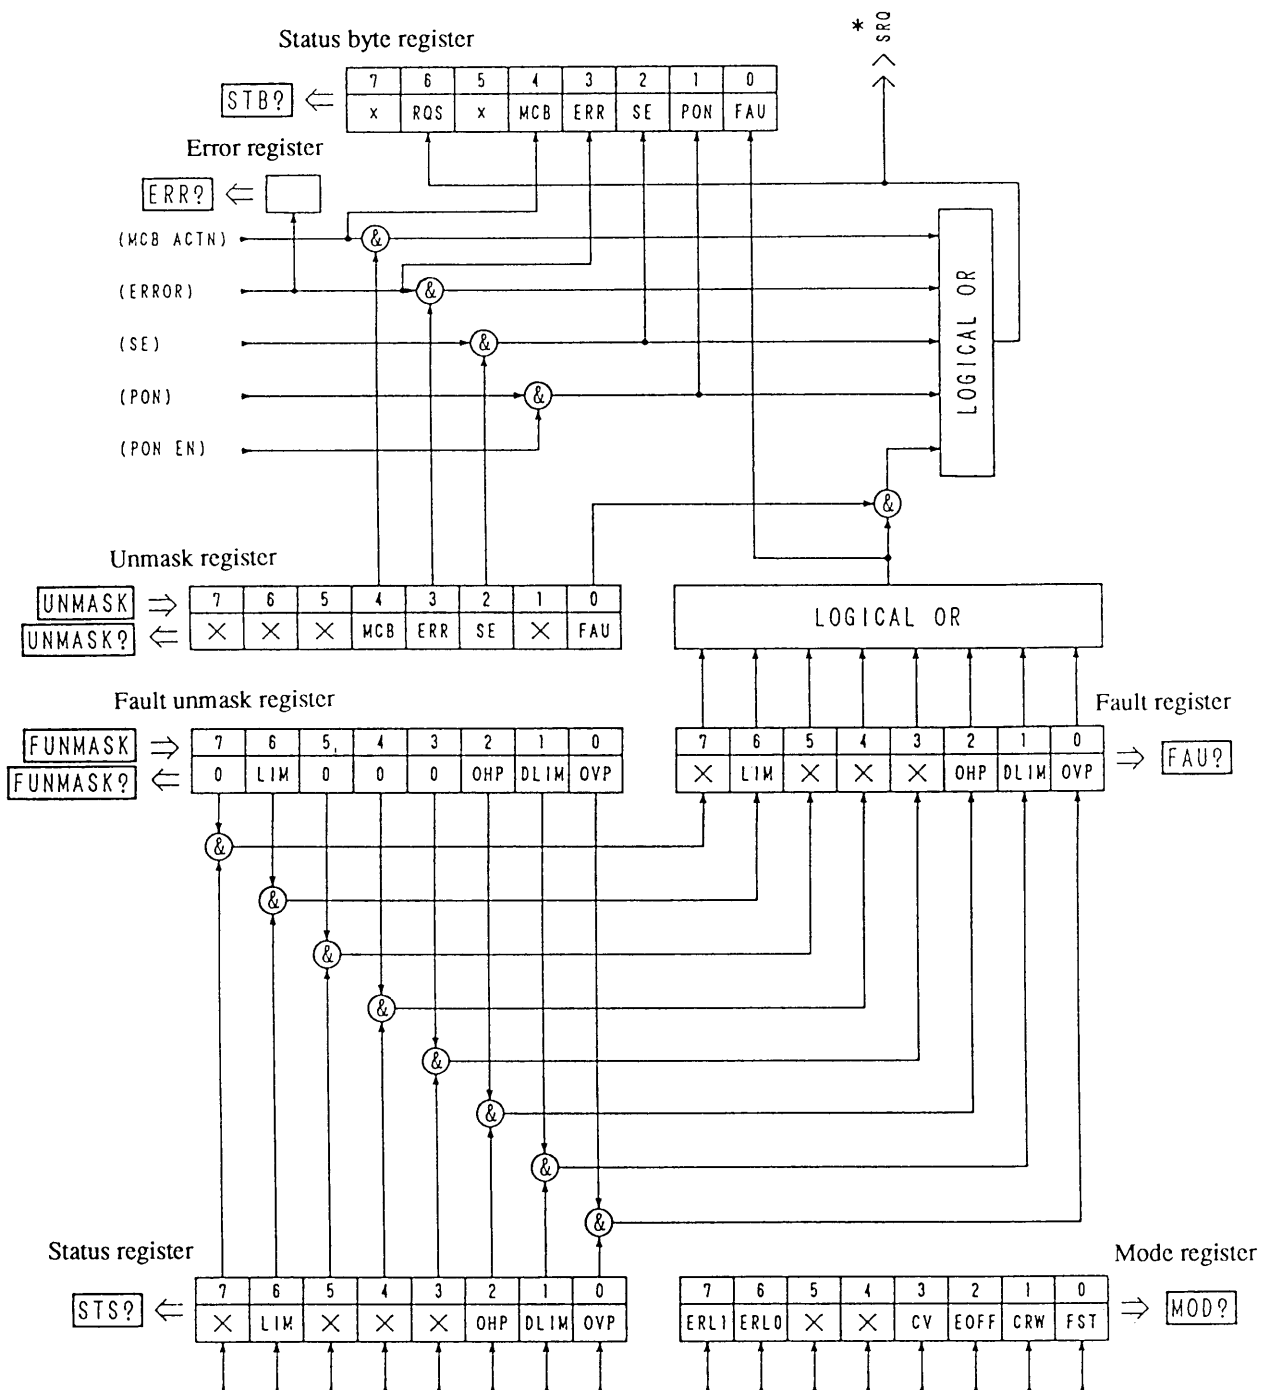 * SRQ
Status byte register
7 6 5 4 3 2 1 0
STB?
× RQS × MCB ERR SE PON FAU
Error register
ERR?
(MCB ACTN)
&
(ERROR)
&
(SE)
&
(PON)
&
(PON EN)
LOGICAL OR
&
Unmask register
UNMASK
7 6 5 4 3 2 1 0
UNMASK?
× × × MCB ERR SE × FAU
LOGICAL OR
Fault unmask register
Fault register
FUNMASK
7 6 5 4 3 2 1 0
FUNMASK?
0 LIM 0 0 0 OHP DLIM OVP
7 6 5 4 3 2 1 0
× LIM × × × OHP DLIM OVP
FAU?
&
&
&
&
&
&
&
&
Status register
STS?
7 6 5 4 3 2 1 0
× LIM × × × OHP DLIM OVP
Mode register
7 6 5 4 3 2 1 0
ERL1 ERL0 × × CV EOFF CRW FST
MOD?